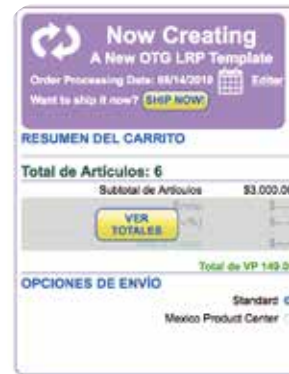 Now Creating
A New OTG LRP Template
Order Processing Date: 08/14/2018 Editar
Want to ship it now? SHIP NOW!
RESUMEN DEL CARRITO
Total de Artículos: 6
Subtotal de Artículos $3.000.00
VER
TOTALES
Total de VP 149.0
OPCIONES DE ENVÍO
Standard
Mexico Product Center